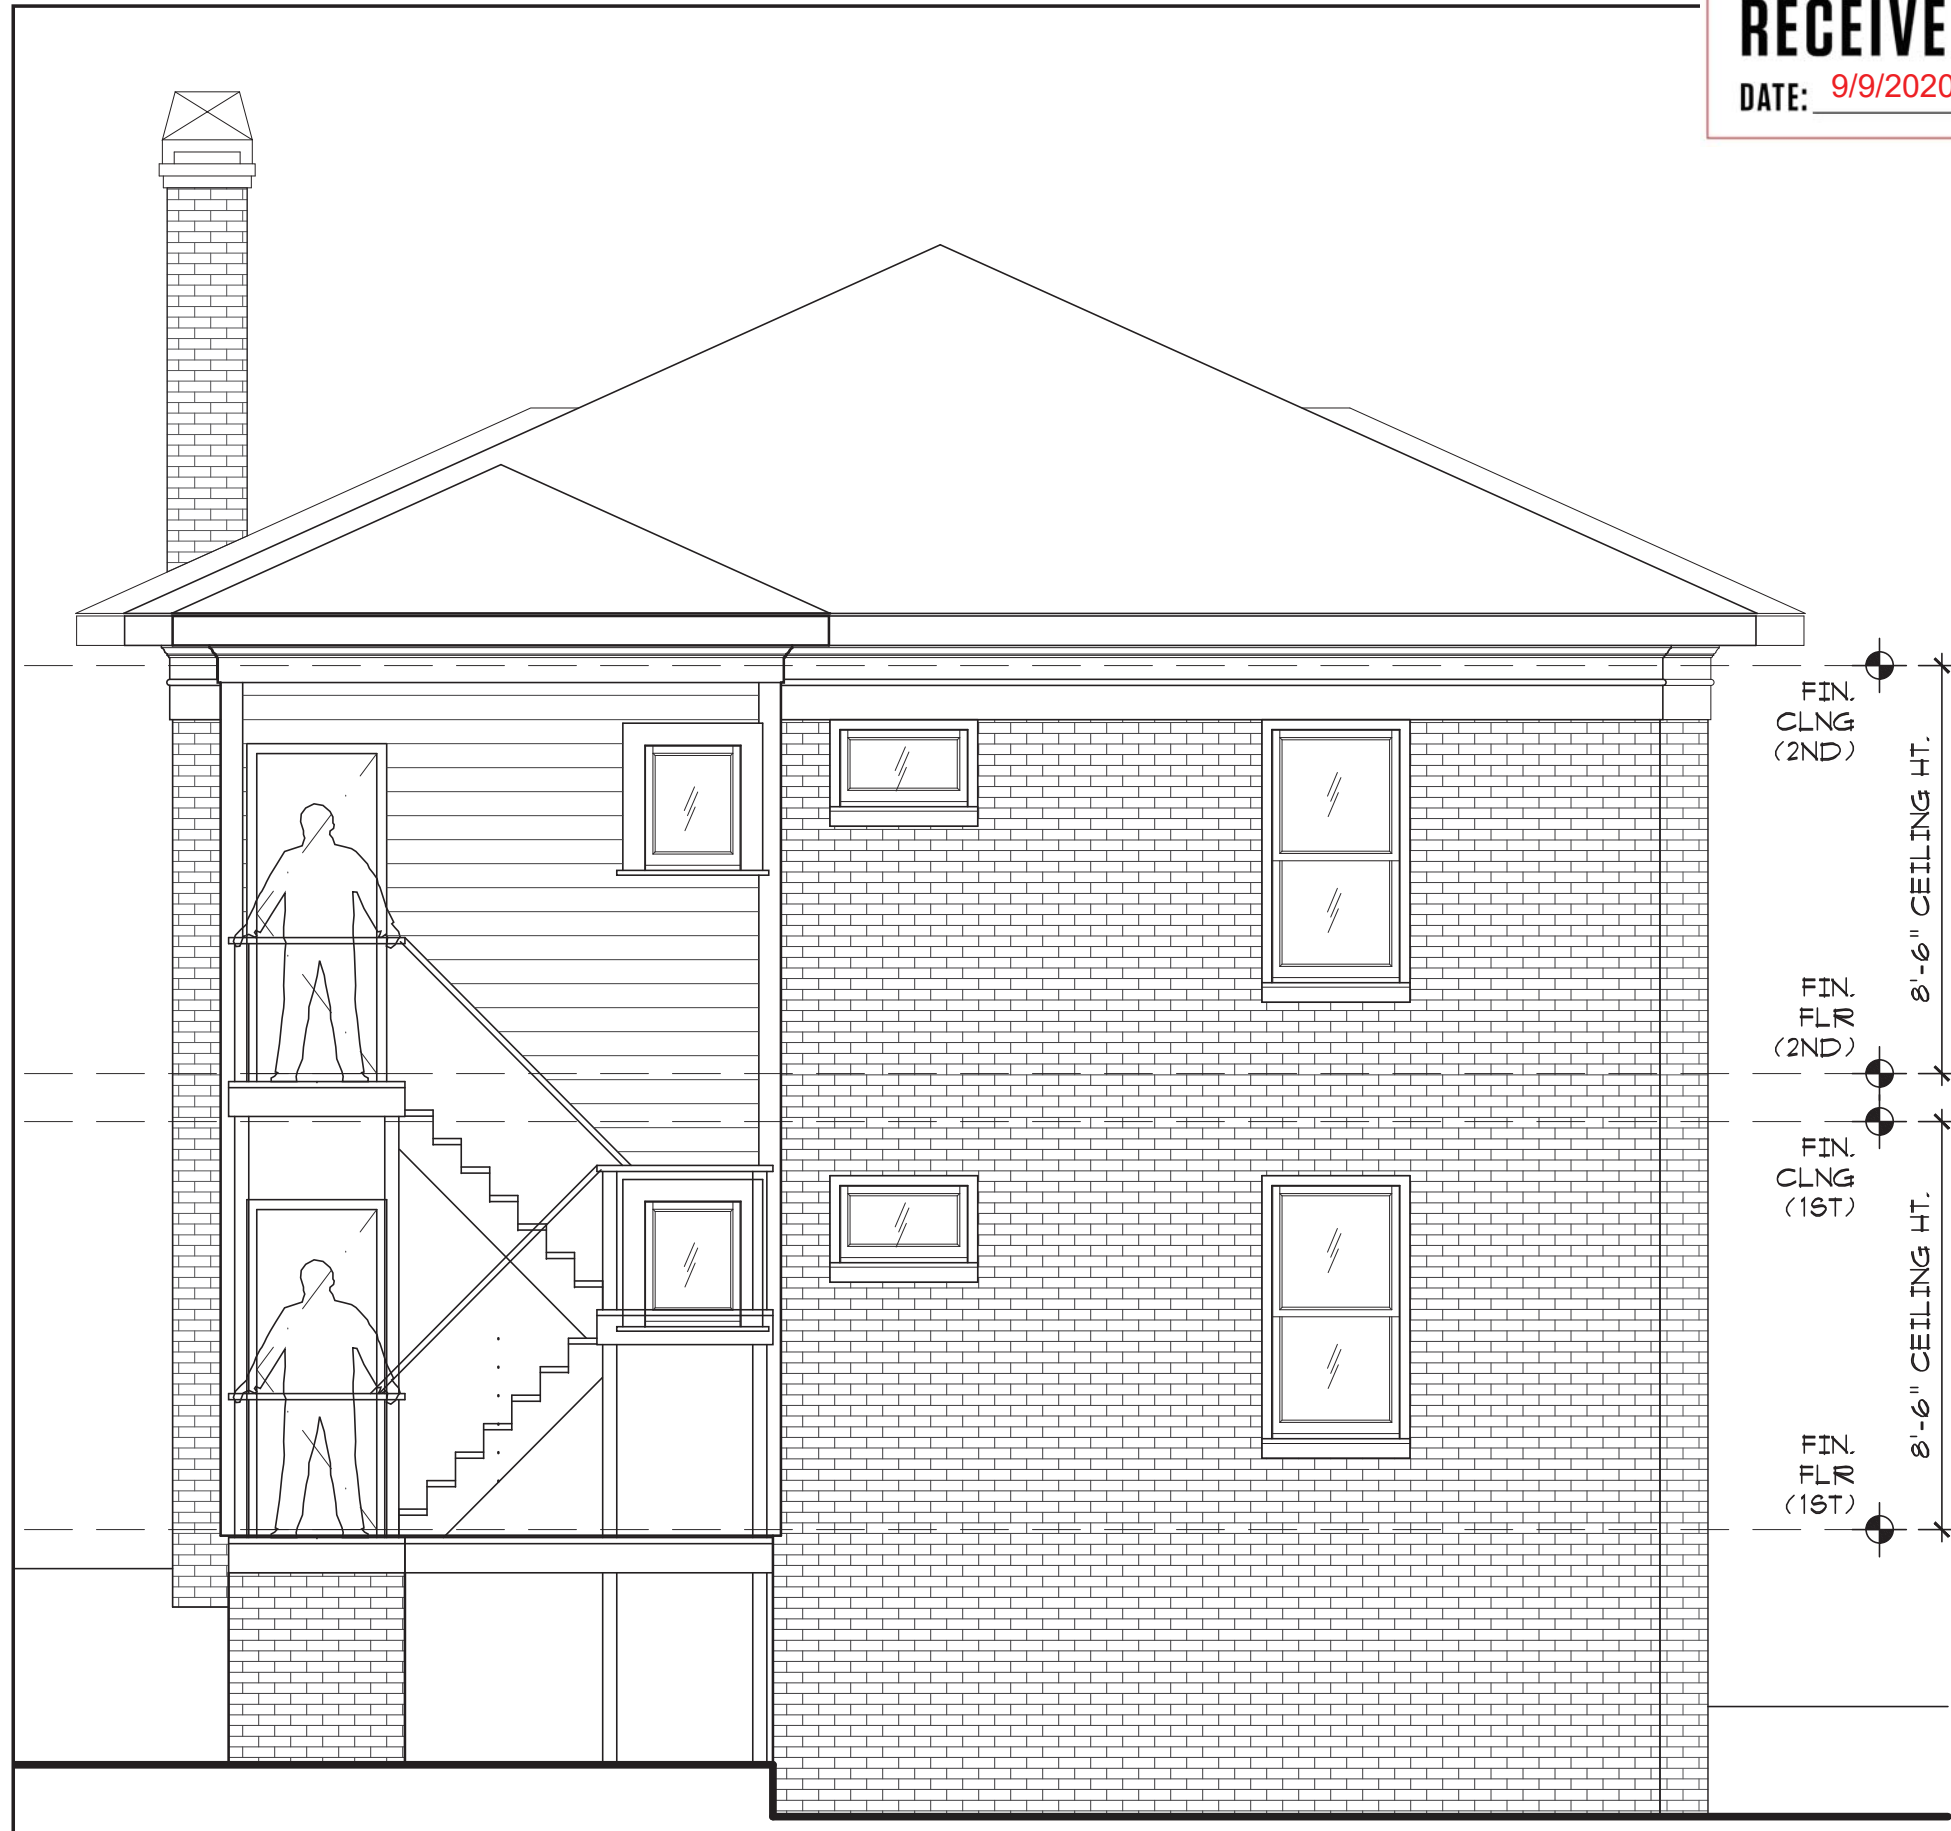 RECEIVE
DATE: 9/9/2020
FIN.
CLNG
(2ND)
8'-6" CEILING HT.
FIN.
FLR
(2ND)
FIN.
CLNG
(1ST)
8'-6" CEILING HT.
FIN.
FLR
(1ST)